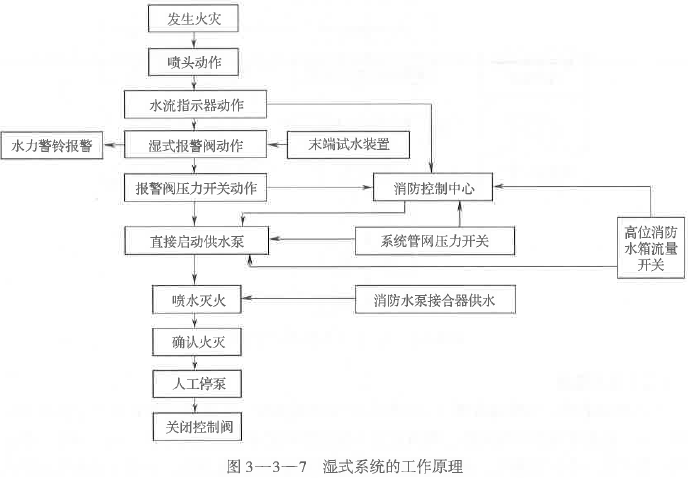 发生火灾
喷头动作
水流指示器动作
水力警铃报警
湿式报警阀动作
末端试水装置
报警阀压力开关动作
消防控制中心
直接启动供水泵
系统管网压力开关
高位消防
水箱流量
开关
喷水灭火
消防水泵接合器供水
确认火灭
人工停泵
关闭控制阀
图3—3—7 湿式系统的工作原理